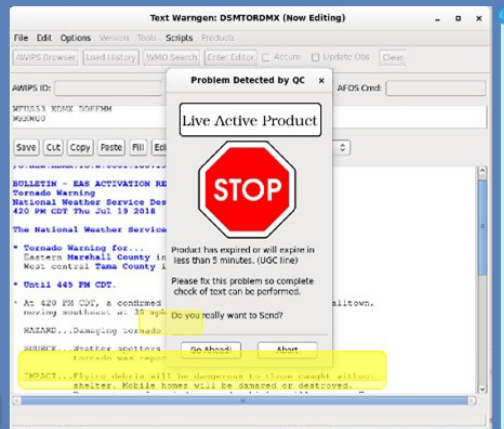 Text Warngen: DSMTORDMX (Now Editing)
File Edit Options Version Tools Scripts Products
AWIPS Browser Load History WMO Search Enter Editor Accum Update Obs Clear
Problem Detected by QC
AWIPS ID: AFOS Cmd:
WFUS53 KDMX DDHHMM
Live Active Product
Save Cut Copy Paste Fill
BULLETIN - EAS ACTIVATION RE
Tornado Warning
National Weather Service Des
420 PM CDT Thu Jul 19 2018
STOP
The National Weather Service
* Tornado Warning for...
Eastern Marshall County in
West central Tama County i
* Until 445 PM CDT.
Product has expired or will expire in
less than 5 minutes. (UGC line)
Please fix this problem so complete
check of text can be performed.
Do you really want to Send?
Go Ahead! Abort
* At 420 PM CDT, a confirmed alltown,
moving southeast at
HAZARD...Damaging tornado
SOURCE...Weather spotters
tornado was repor
IMPACT...Flying debris will be dangerous to those caught without
shelter. Mobile homes will be damaged or destroyed.